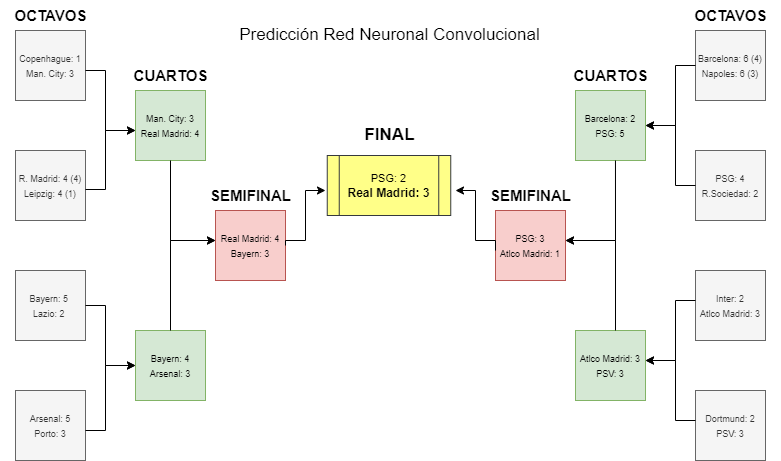 OCTAVOS
OCTAVOS
Predicción Red Neuronal Convolucional
Copenhague: 1
Man. City: 3
CUARTOS
CUARTOS
Barcelona: 6 (4)
Napoles: 6 (3)
Man. City: 3
Real Madrid: 4
FINAL
Barcelona: 2
PSG: 5
R. Madrid: 4 (4)
Leipzig: 4 (1)
SEMIFINAL
PSG: 2
Real Madrid: 3
SEMIFINAL
PSG: 4
R.Sociedad: 2
Real Madrid: 4
Bayern: 3
PSG: 3
Atlco Madrid: 1
Bayern: 5
Lazio: 2
Inter: 2
Atlco Madrid: 3
Bayern: 4
Arsenal: 3
Atlco Madrid: 3
PSV: 3
Arsenal: 5
Porto: 3
Dortmund: 2
PSV: 3